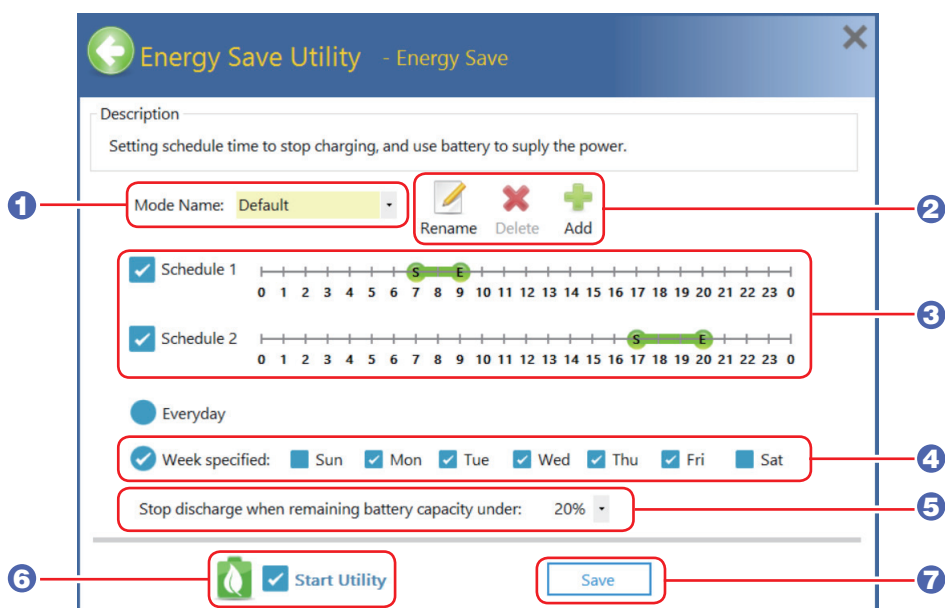 Energy Save Utility - Energy Save
Description
Setting schedule time to stop charging, and use battery to suply the power.
1
Mode Name: Default
Rename Delete Add
2
Schedule 1
S E
0 1 2 3 4 5 6 7 8 9 10 11 12 13 14 15 16 17 18 19 20 21 22 23 0
3
Schedule 2
S E
0 1 2 3 4 5 6 7 8 9 10 11 12 13 14 15 16 17 18 19 20 21 22 23 0
Everyday
Week specified: Sun Mon Tue Wed Thu Fri Sat
4
Stop discharge when remaining battery capacity under: 20%
5
6
Start Utility
Save
7